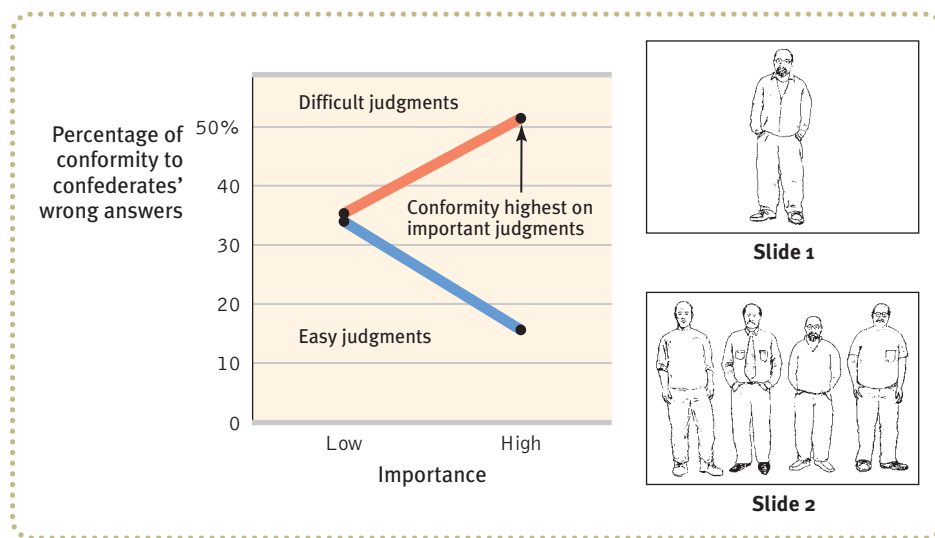 Percentage of
conformity to
confederates'
wrong answers
50%
40
30
20
10
0
Difficult judgments
Conformity highest on
important judgments
Easy judgments
Low
High
Importance
Slide 1
Slide 2